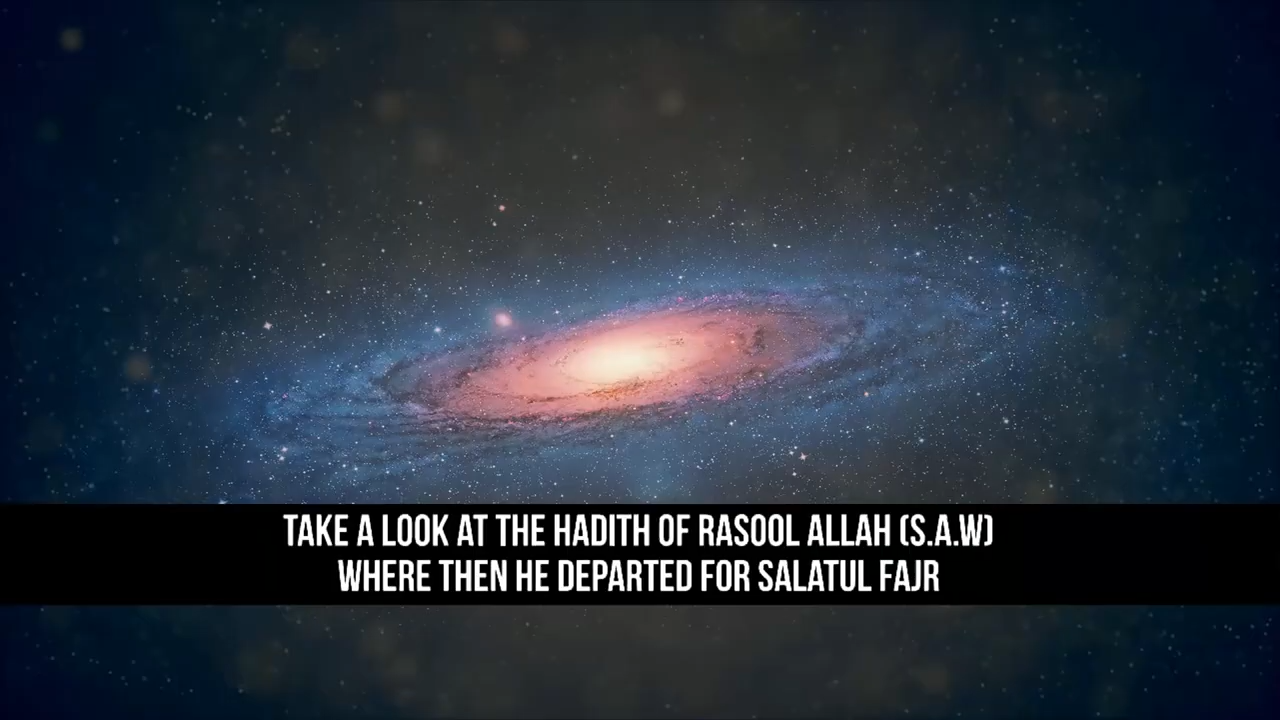 TAKE A LOOK AT THE HADITH OF RASOOL ALLAH (S.A.W)
WHERE THEN HE DEPARTED FOR SALATUL FAJR